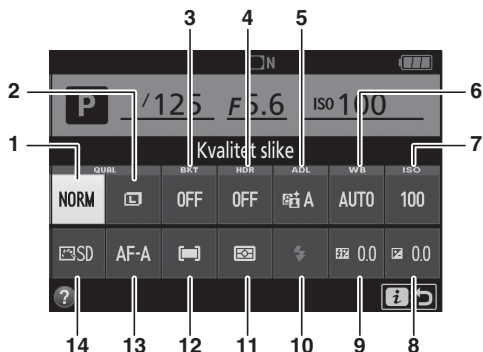 3 4 5
N
2 6
P 1/125 F5.6 ISO 100
1 Kvalitet slike 7
QUAL BKT HDR ADL WB ISO
NORM L OFF OFF A AUTO 100
SD AF-A 0.0 0.0
? i
14 13 12 11 10 9 8